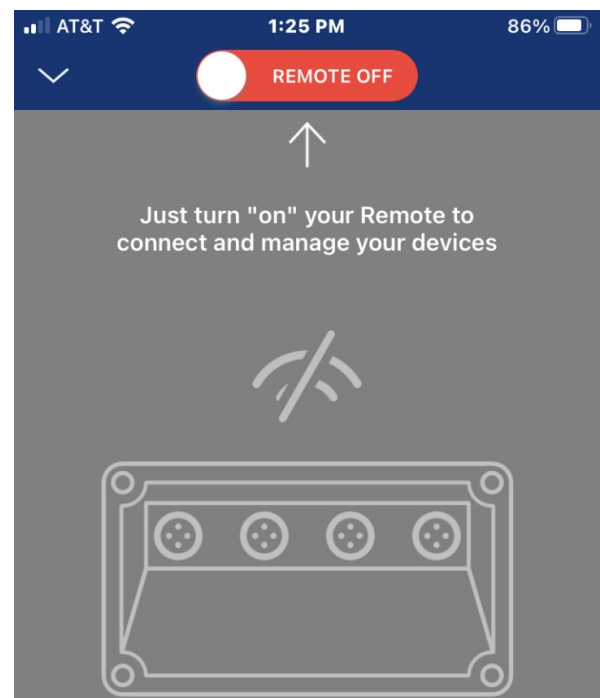 AT&T 1:25 PM 86%
REMOTE OFF
Just turn "on" your Remote to
connect and manage your devices